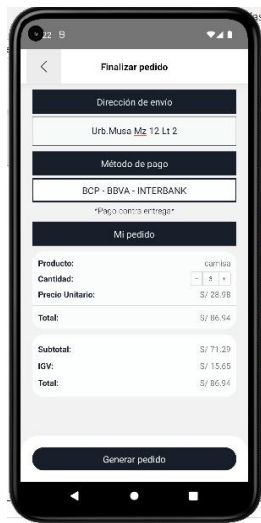 :22
Finalizar pedido
Dirección de envío
Urb.Musa Mz 12 Lt 2
Método de pago
BCP - BBVA - INTERBANK
*Pago contra entrega*
Mi pedido
Producto: camisa
Cantidad: - 3 +
Precio Unitario: S/ 28.98
Total: S/ 86.94
Subtotal: S/ 71.29
IGV: S/ 15.65
Total: S/ 86.94
Generar pedido